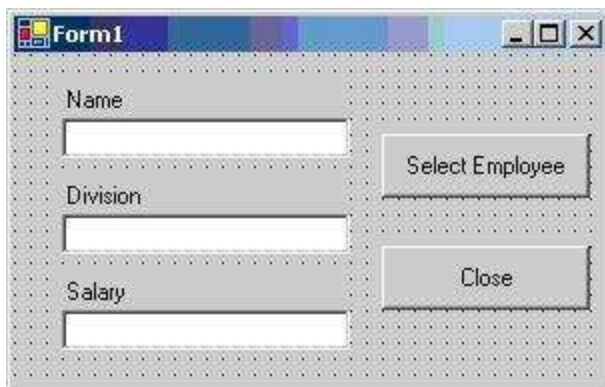 Form1
Name
Division
Salary
Select Employee
Close